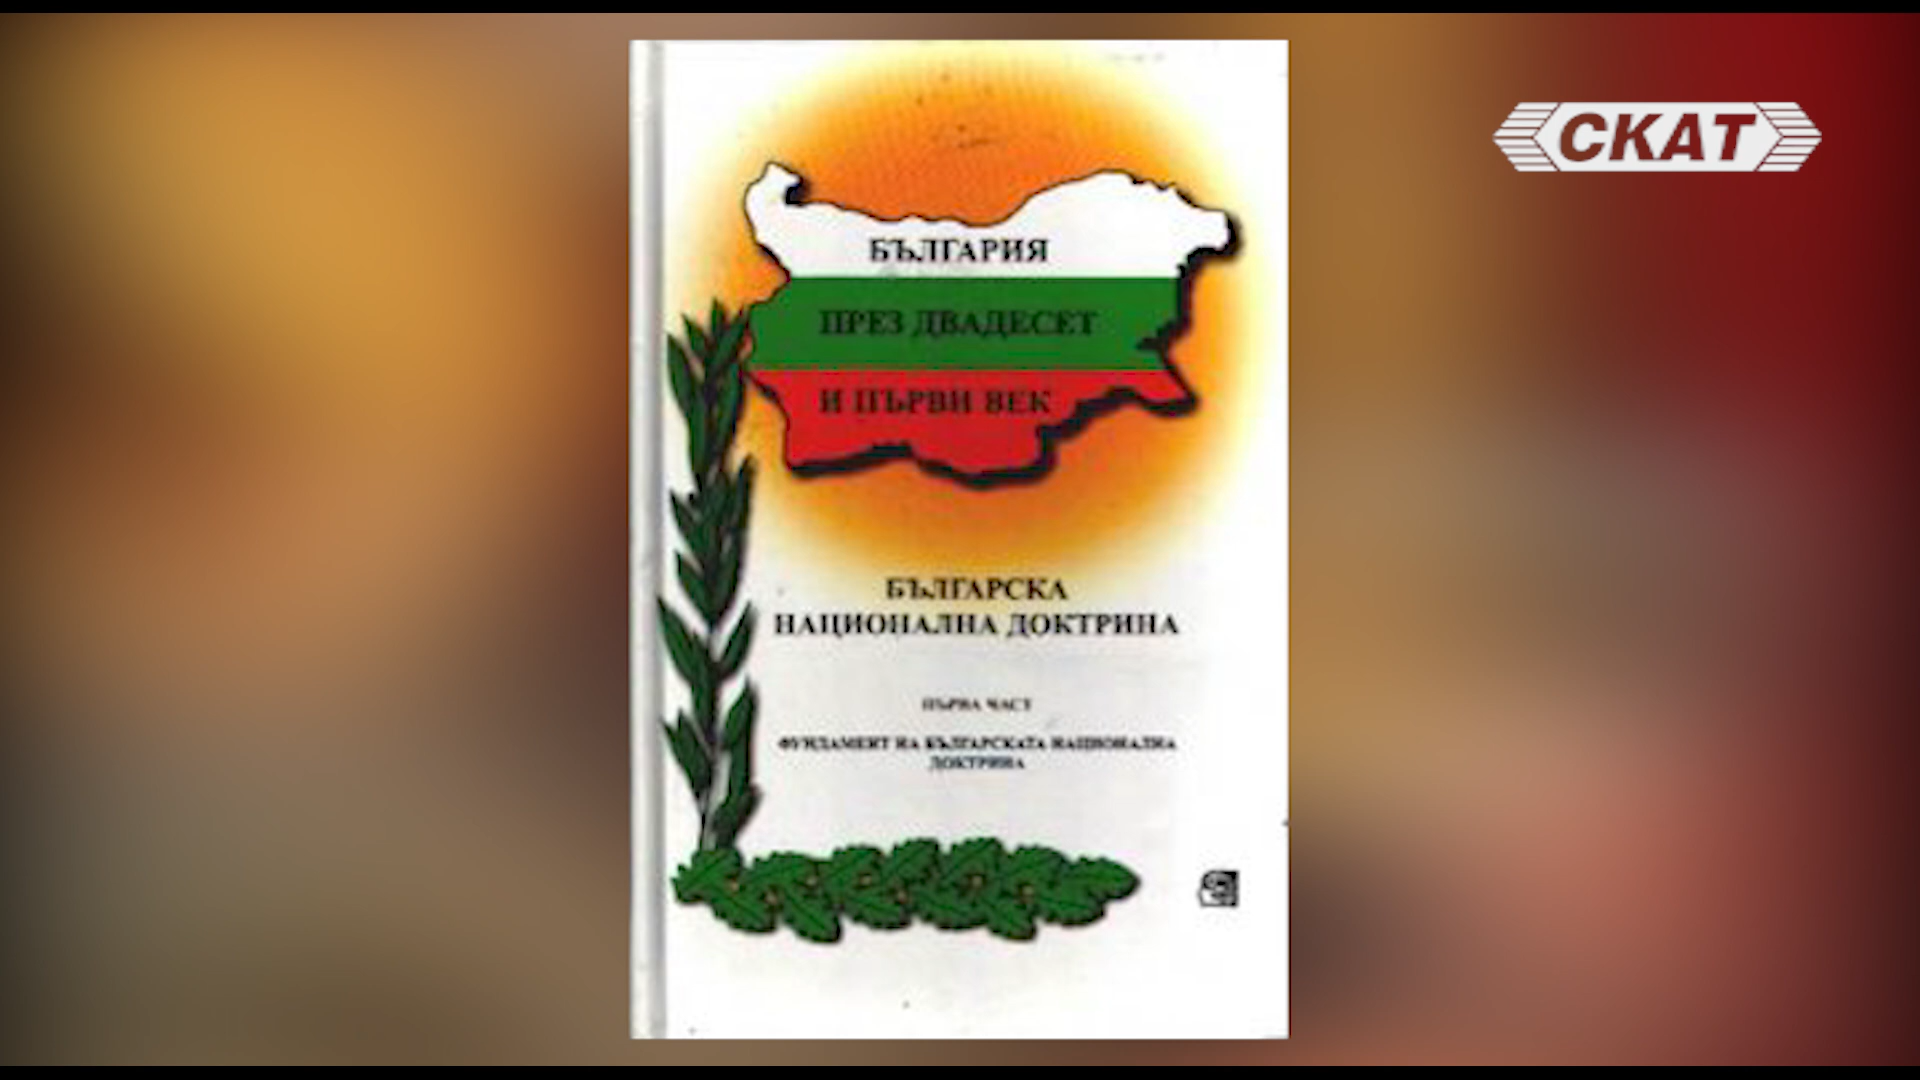 СКАТ
БЪЛГАРИЯ
ПРЕЗ ДВАДЕСЕТ
И ПЪРВИ ВЕК
БЪЛГАРСКА
НАЦИОНАЛНА ДОКТРИНА
ПЪРВА ЧАСТ
ФУНДАМЕНТ НА БЪЛГАРСКАТА НАЦИОНАЛНА
ДОКТРИНА